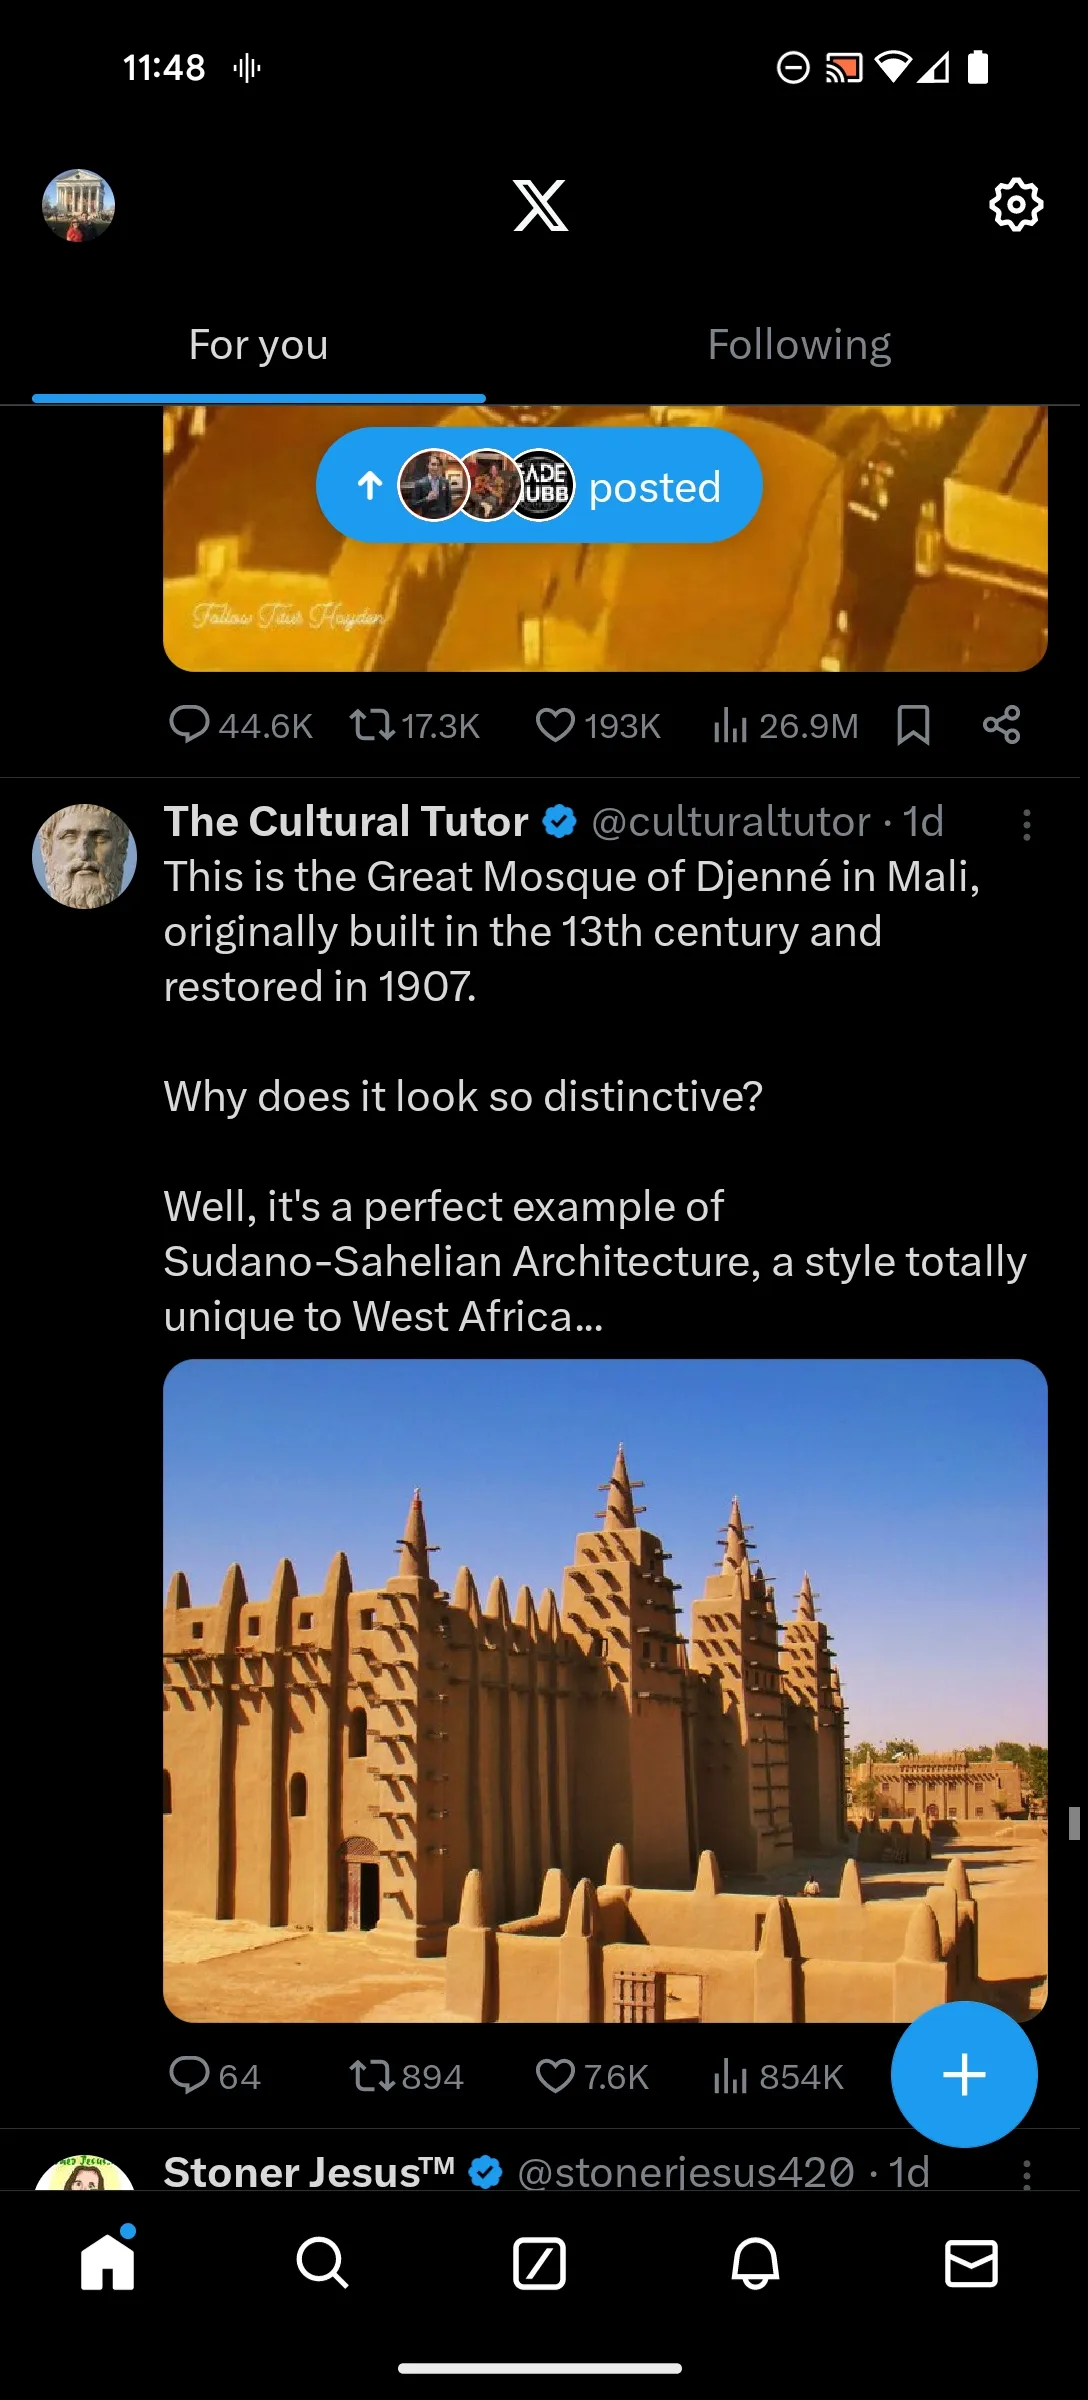 11:48
For you Following
posted
FADE
HUBB
Follow Titus Hayden
44.6K 17.3K 193K 26.9M
The Cultural Tutor @culturaltutor · 1d
This is the Great Mosque of Djenné in Mali,
originally built in the 13th century and
restored in 1907.
Why does it look so distinctive?
Well, it's a perfect example of
Sudano-Sahelian Architecture, a style totally
unique to West Africa...
64 894 7.6K 854K
Stoner Jesus™ @stonerjesus420 · 1d